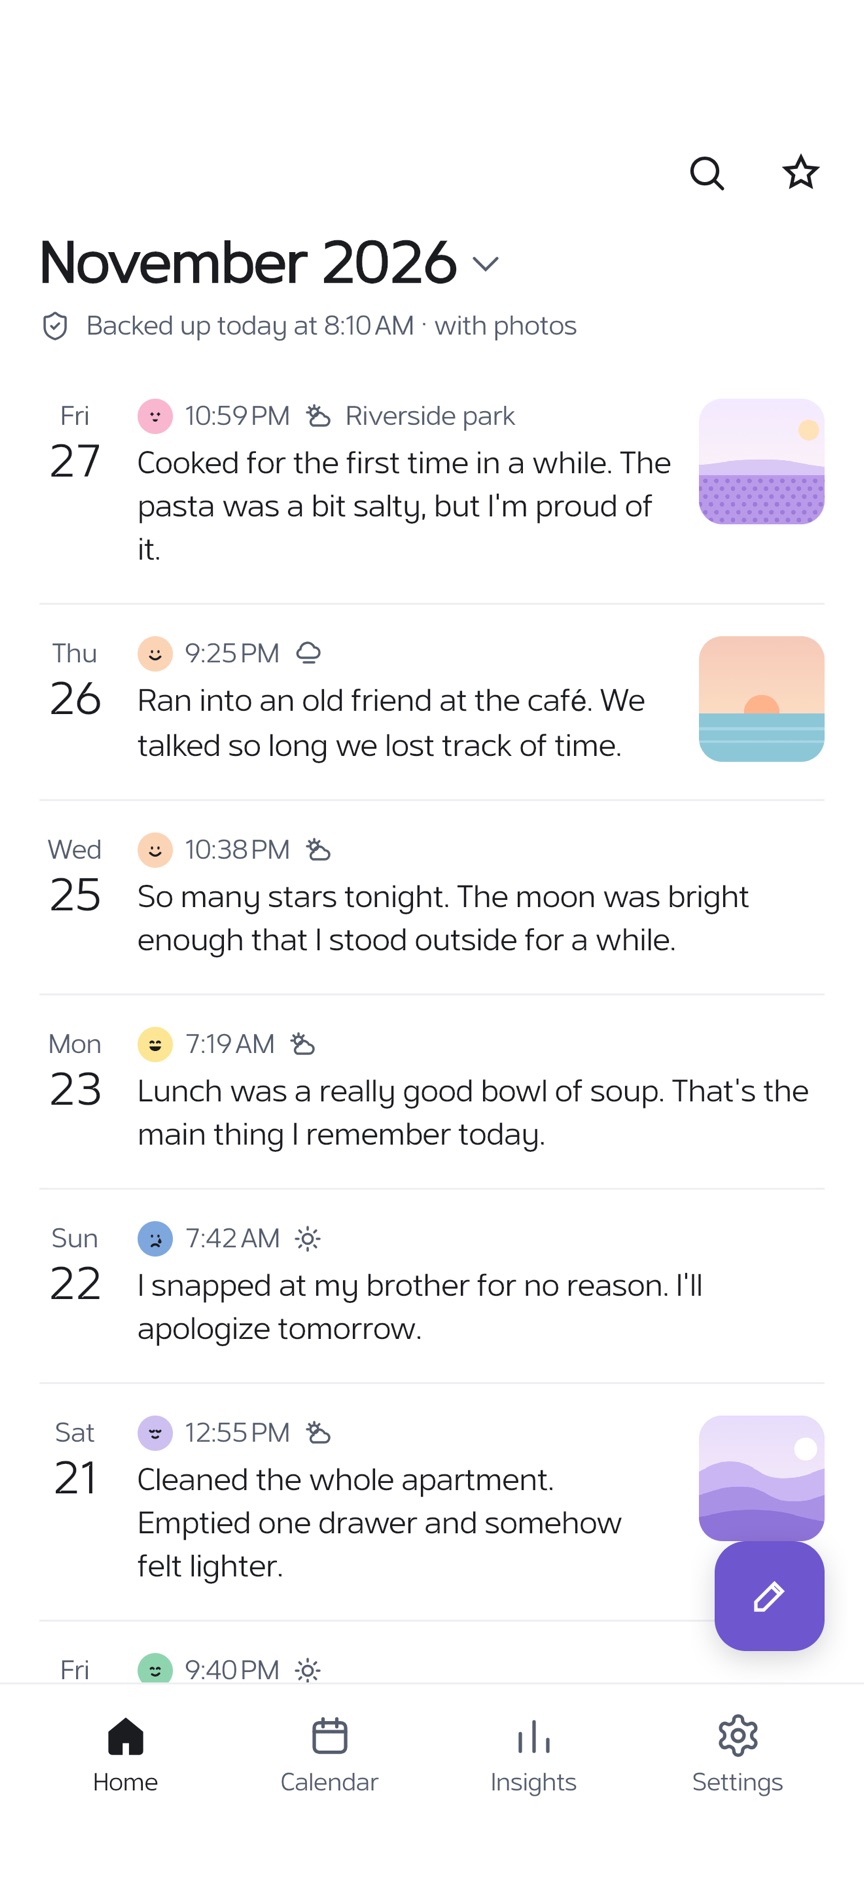 November 2026
Backed up today at 8:10 AM · with photos
Fri
27
10:59 PM Riverside park
Cooked for the first time in a while. The
pasta was a bit salty, but I'm proud of
it.
Thu
26
9:25 PM
Ran into an old friend at the café. We
talked so long we lost track of time.
Wed
25
10:38 PM
So many stars tonight. The moon was bright
enough that I stood outside for a while.
Mon
23
7:19 AM
Lunch was a really good bowl of soup. That's the
main thing I remember today.
Sun
22
7:42 AM
I snapped at my brother for no reason. I'll
apologize tomorrow.
Sat
21
12:55 PM
Cleaned the whole apartment.
Emptied one drawer and somehow
felt lighter.
Fri
9:40 PM
Home
Calendar
Insights
Settings